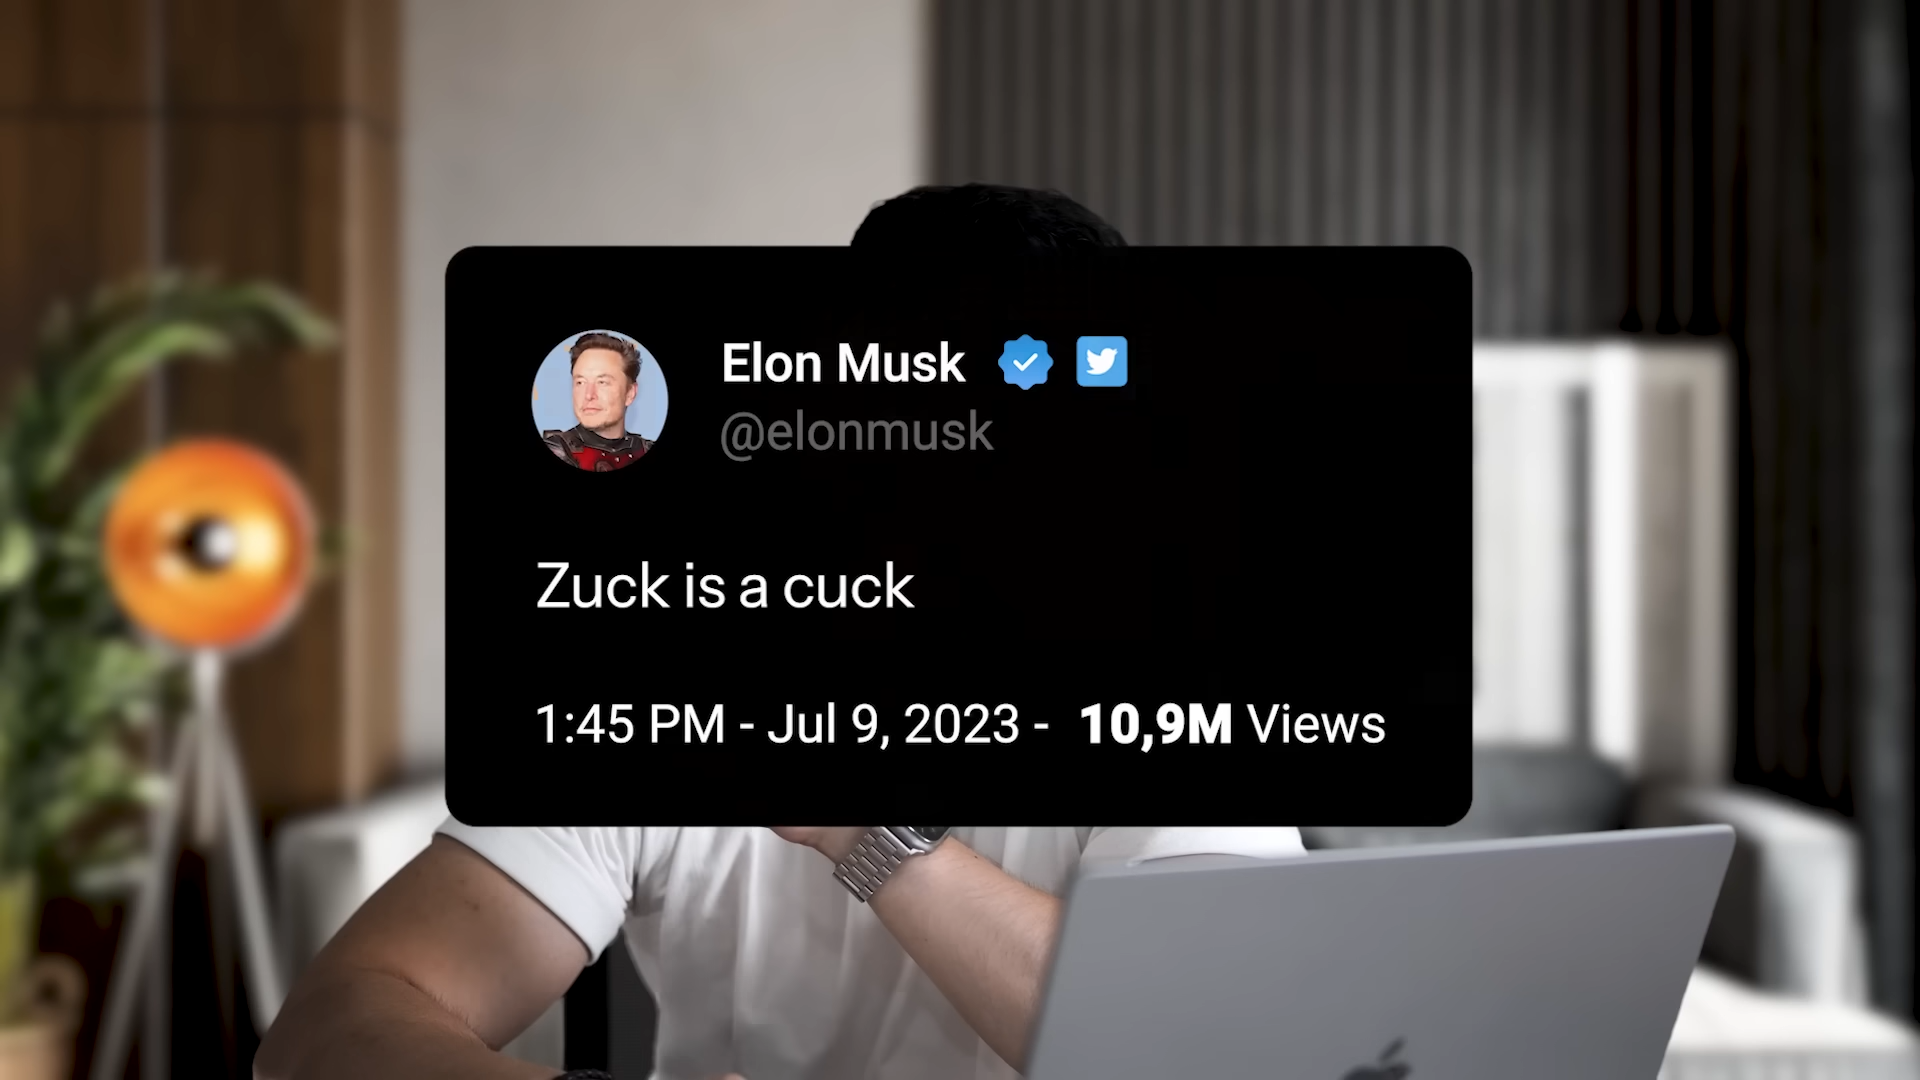 Elon Musk
@elonmusk
Zuck is a cuck
1:45 PM - Jul 9, 2023 - 10,9M Views